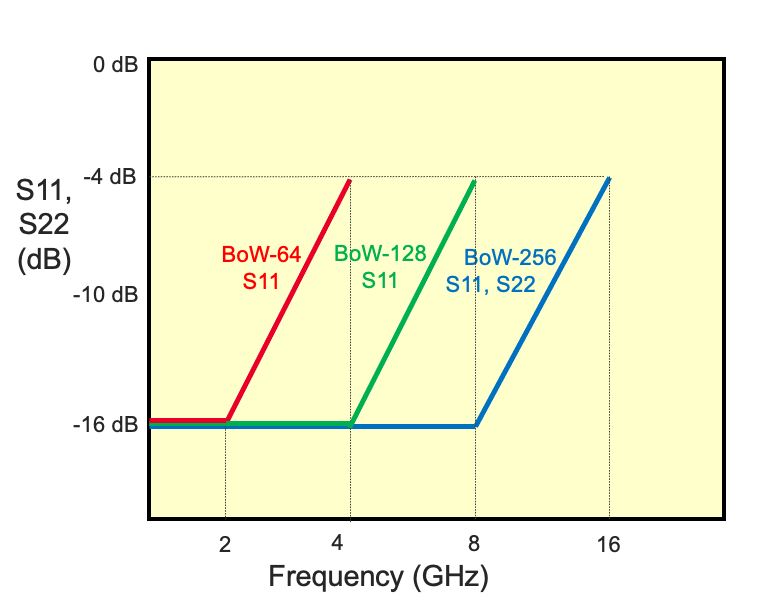 0 dB
-4 dB
S11,
S22
(dB)
BoW-64
S11
BoW-128
S11
BoW-256
S11, S22
-10 dB
-16 dB
2
4
8
16
Frequency (GHz)